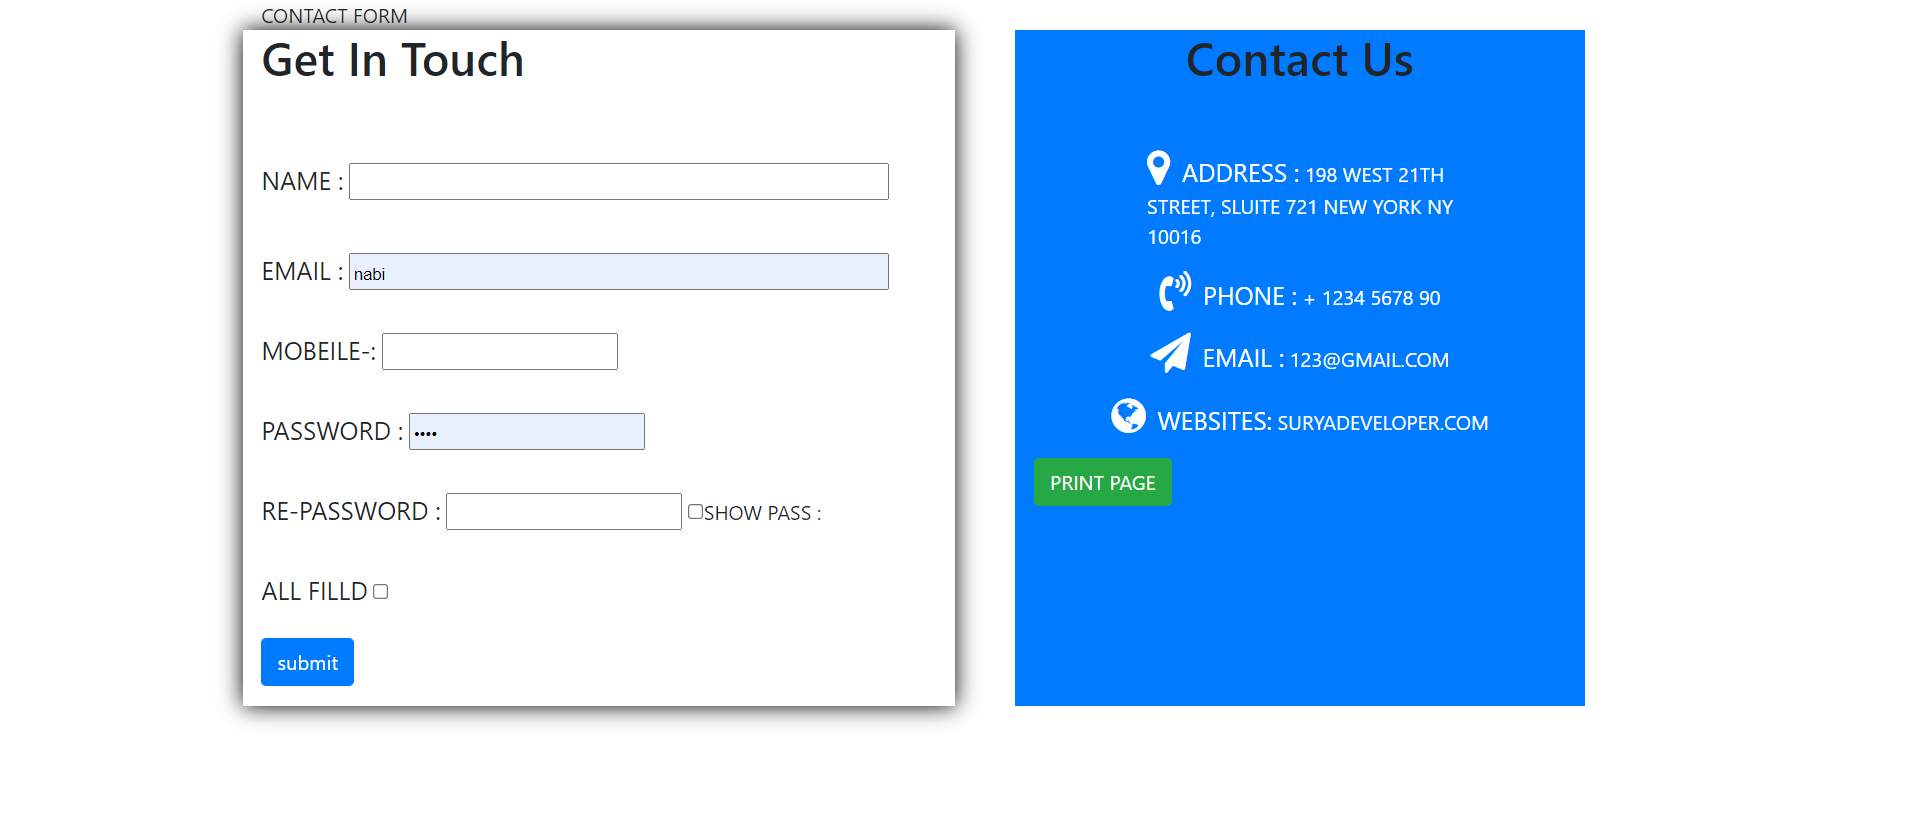 CONTACT FORM
Get In Touch
NAME :
EMAIL : nabi
MOBEILE-:
PASSWORD : ••••
RE-PASSWORD : SHOW PASS :
ALL FILLD
submit
Contact Us
ADDRESS : 198 WEST 21TH
STREET, SLUITE 721 NEW YORK NY
10016
PHONE : + 1234 5678 90
EMAIL : 123@GMAIL.COM
WEBSITES: SURYADEVELOPER.COM
PRINT PAGE